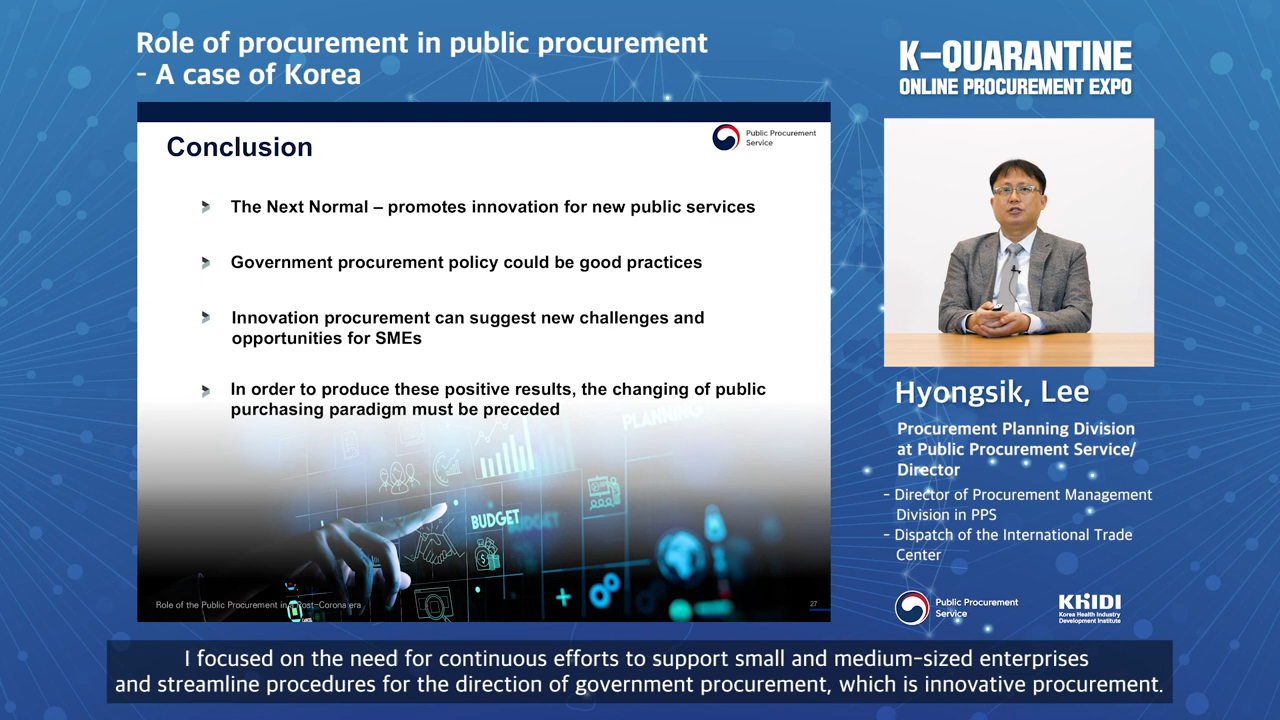 Role of procurement in public procurement
- A case of Korea
K-QUARANTINE
ONLINE PROCUREMENT EXPO
Conclusion
Public Procurement
Service
The Next Normal – promotes innovation for new public services
Government procurement policy could be good practices
Innovation procurement can suggest new challenges and
opportunities for SMEs
In order to produce these positive results, the changing of public
purchasing paradigm must be preceded
PLANNING
BUDGET
BUDGET
Role of the Public Procurement in a Post-Corona era
27
Hyongsik, Lee
Procurement Planning Division
at Public Procurement Service/
Director
- Director of Procurement Management
Division in PPS
- Dispatch of the International Trade
Center
Public Procurement
Service
KHIDI
Korea Health Industry
Development Institute
I focused on the need for continuous efforts to support small and medium-sized enterprises
and streamline procedures for the direction of government procurement, which is innovative procurement.